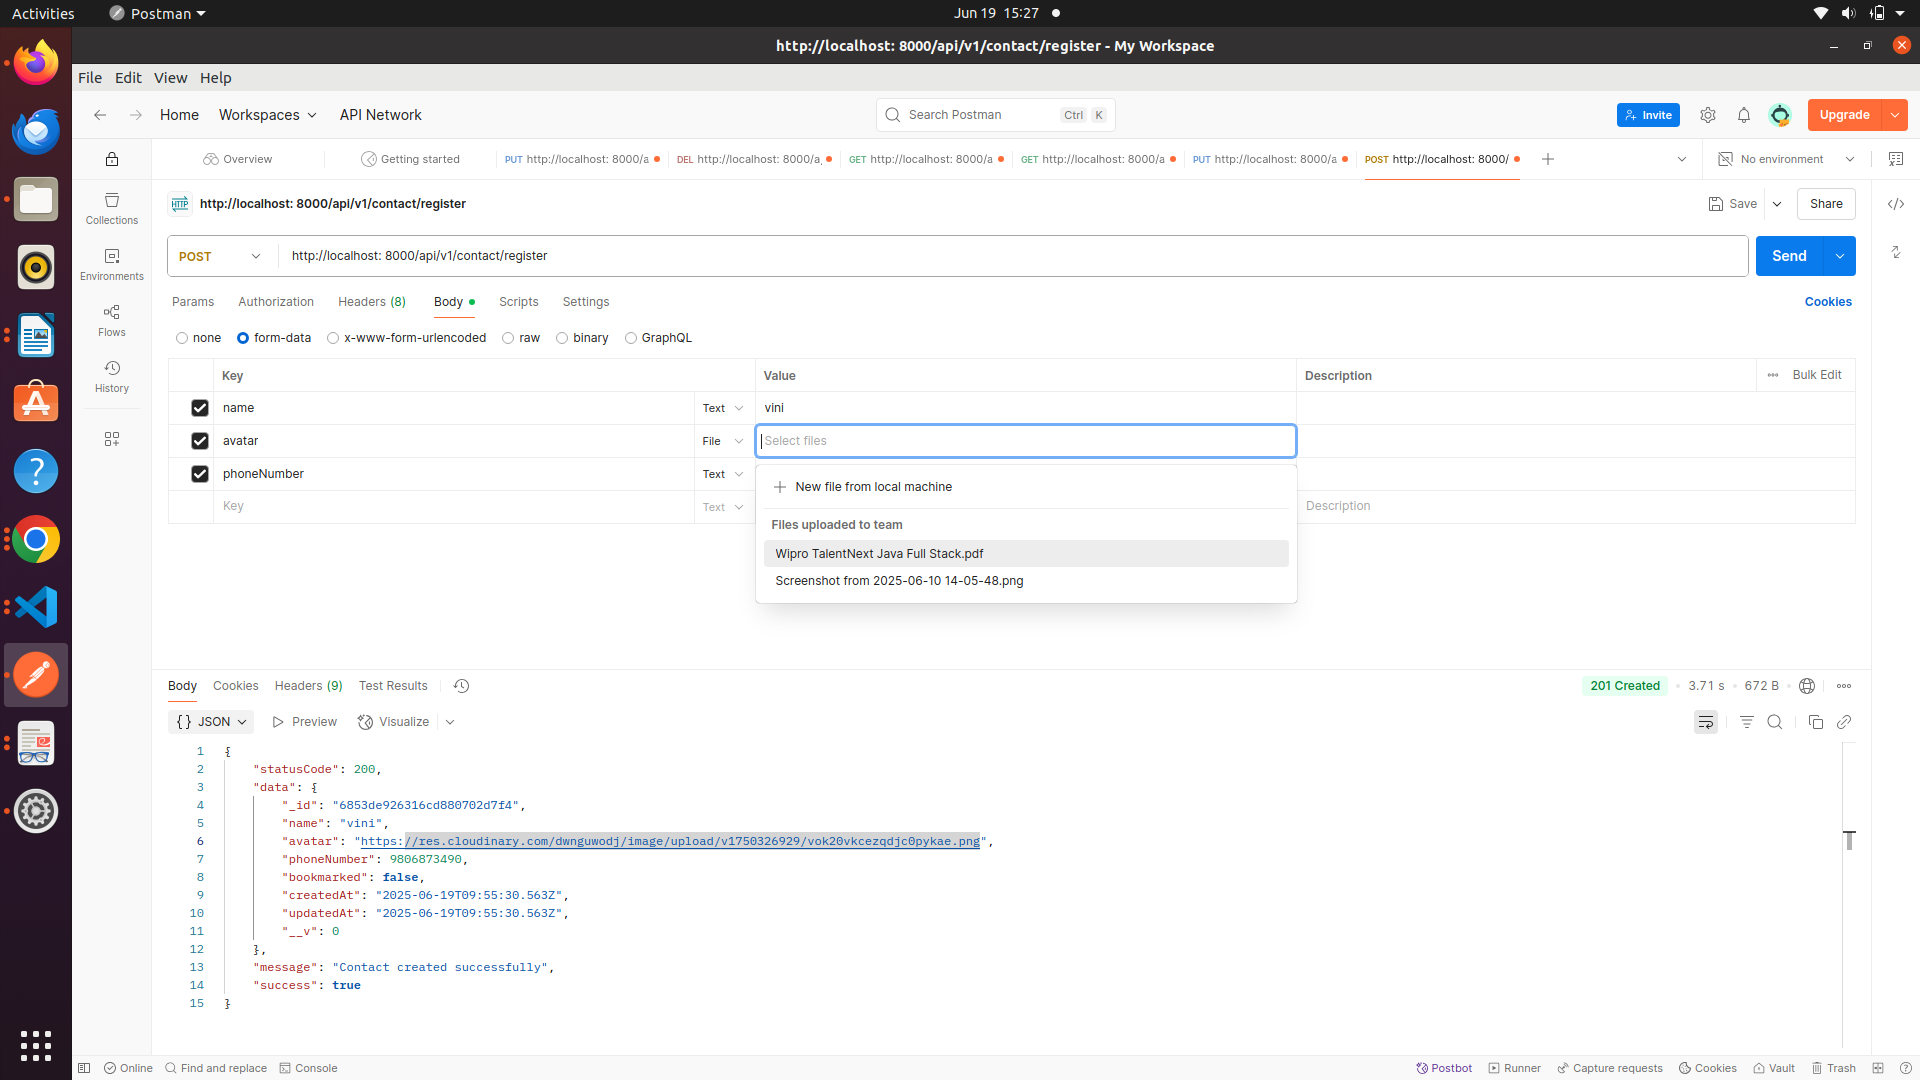 Activities Postman Jun 19 15:27
http://localhost: 8000/api/v1/contact/register - My Workspace
File Edit View Help
Home Workspaces API Network Search Postman Ctrl K Invite Upgrade
Overview Getting started PUT http://localhost: 8000/a DEL http://localhost: 8000/a, GET http://localhost: 8000/a GET http://localhost: 8000/a PUT http://localhost: 8000/a POST http://localhost: 8000/ No environment
HTTP http://localhost: 8000/api/v1/contact/register Save Share
Collections
Environments
Flows
History
POST http://localhost: 8000/api/v1/contact/register Send
Params Authorization Headers (8) Body Scripts Settings Cookies
none form-data x-www-form-urlencoded raw binary GraphQL
Key Value Description Bulk Edit
name Text vini
avatar File Select files
phoneNumber Text
Key Text Description
New file from local machine
Files uploaded to team
Wipro TalentNext Java Full Stack.pdf
Screenshot from 2025-06-10 14-05-48.png
Body Cookies Headers (9) Test Results 201 Created 3.71 s 672 B
{} JSON Preview Visualize
1 {
2 "statusCode": 200,
3 "data": {
4 "_id": "6853de926316cd880702d7f4",
5 "name": "vini",
6 "avatar": "https://res.cloudinary.com/dwnguwodj/image/upload/v1750326929/vok20vkcezqdjc0pykae.png",
7 "phoneNumber": 9806873490,
8 "bookmarked": false,
9 "createdAt": "2025-06-19T09:55:30.563Z",
10 "updatedAt": "2025-06-19T09:55:30.563Z",
11 "__v": 0
12 },
13 "message": "Contact created successfully",
14 "success": true
15 }
Online Find and replace Console Postbot Runner Capture requests Cookies Vault Trash